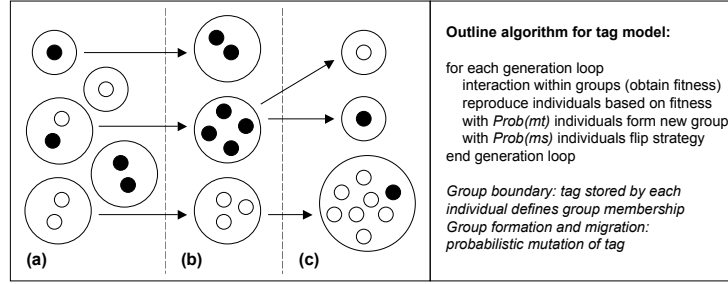 (a)
(b)
(c)
Outline algorithm for tag model:
for each generation loop
interaction within groups (obtain fitness)
reproduce individuals based on fitness
with Prob(mt) individuals form new group
with Prob(ms) individuals flip strategy
end generation loop
Group boundary: tag stored by each
individual defines group membership
Group formation and migration:
probabilistic mutation of tag